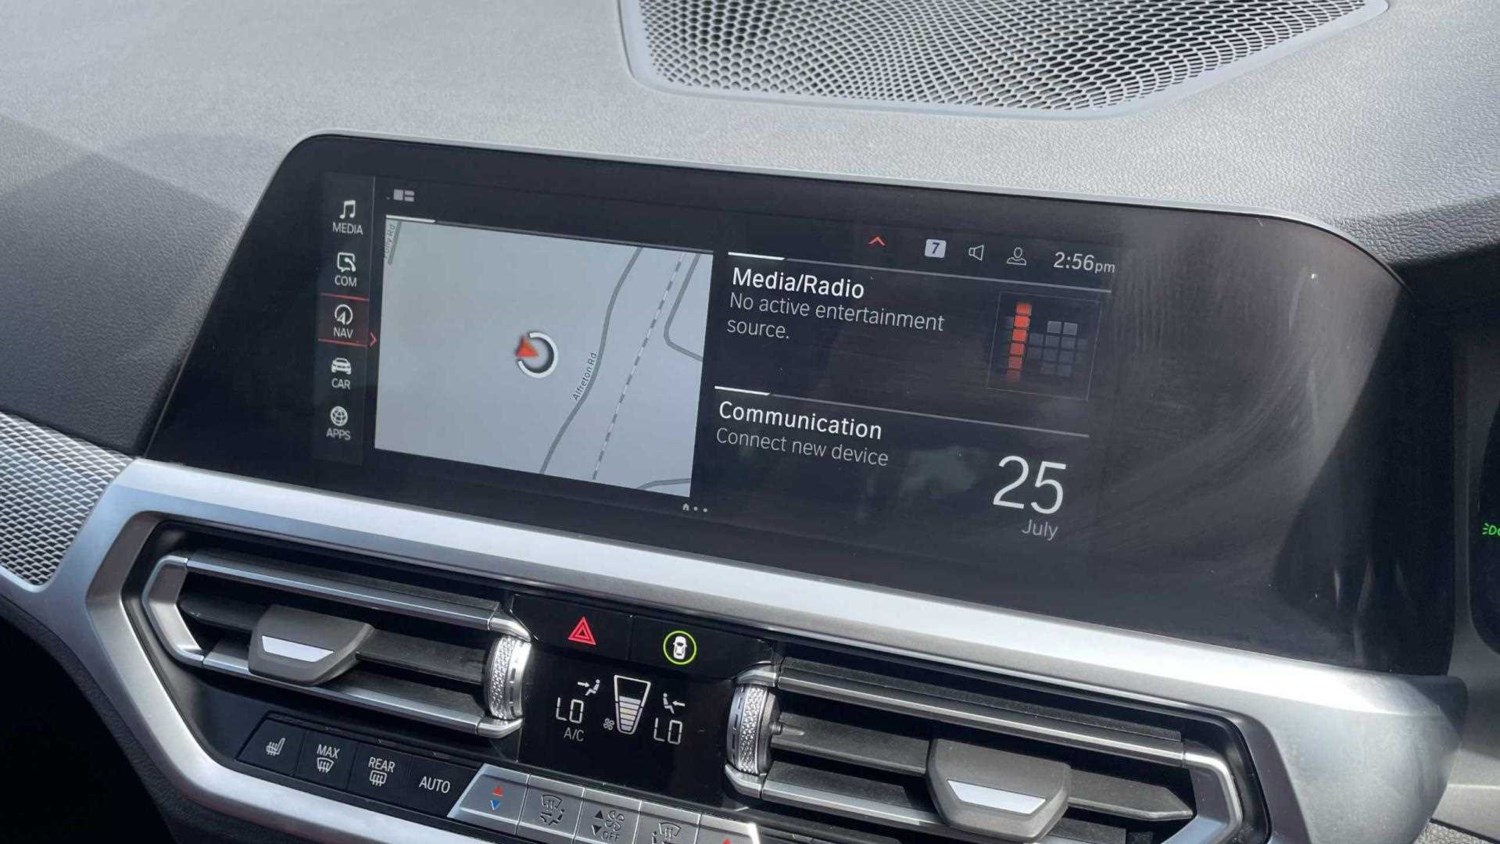 MEDIA
COM
NAV
CAR
APPS
Alfreton Rd
7
2:56pm
Media/Radio
No active entertainment
source.
Communication
Connect new device
25
July
LO
A/C
LO
MAX
REAR
AUTO
OFF